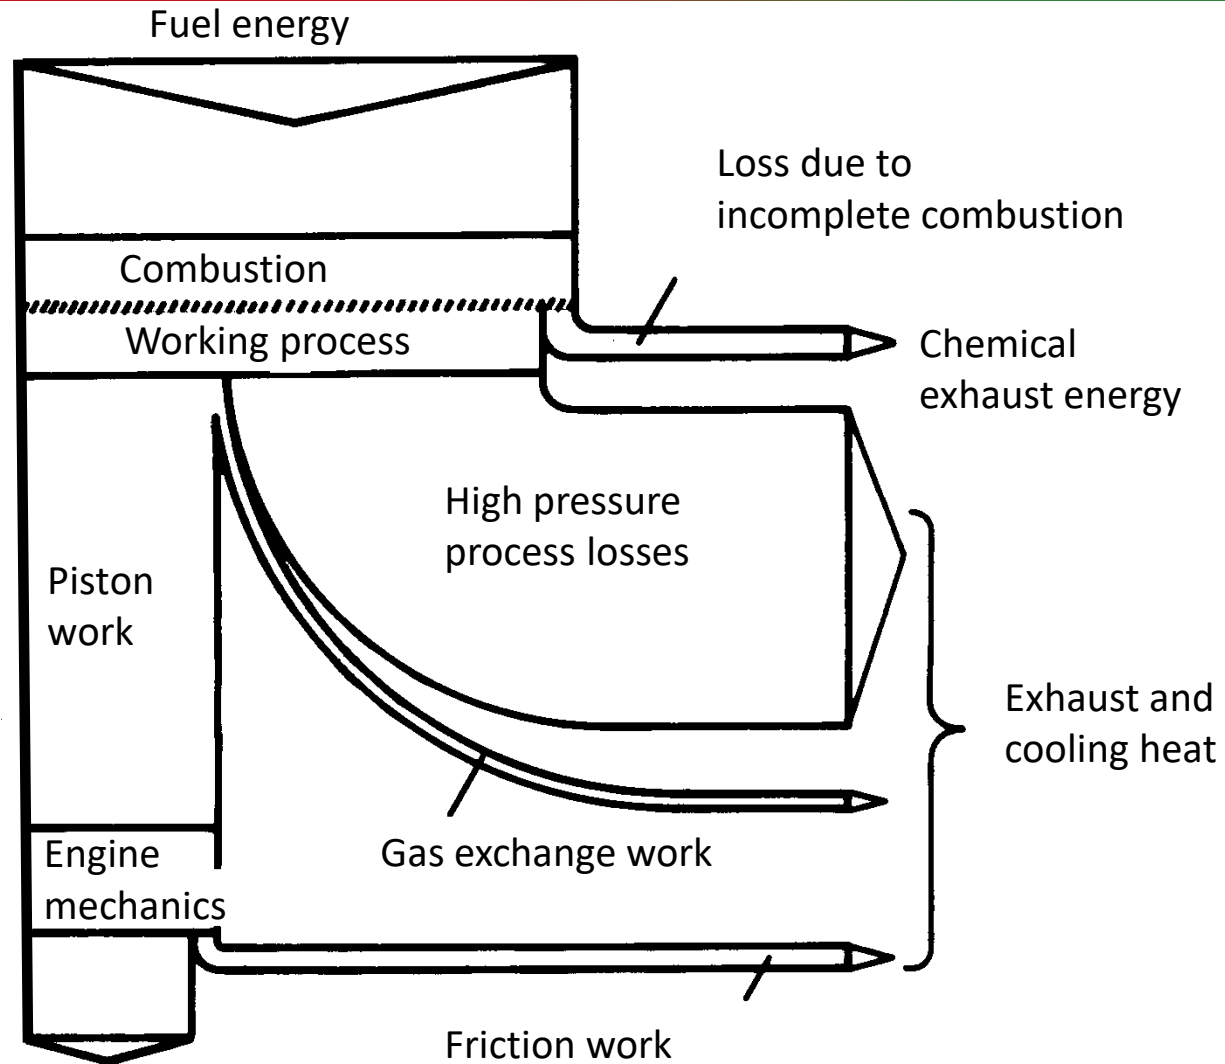 Fuel energy
Loss due to
incomplete combustion
Combustion
Working process
Chemical
exhaust energy
High pressure
process losses
Piston
work
Exhaust and
cooling heat
Engine
mechanics
Gas exchange work
Friction work